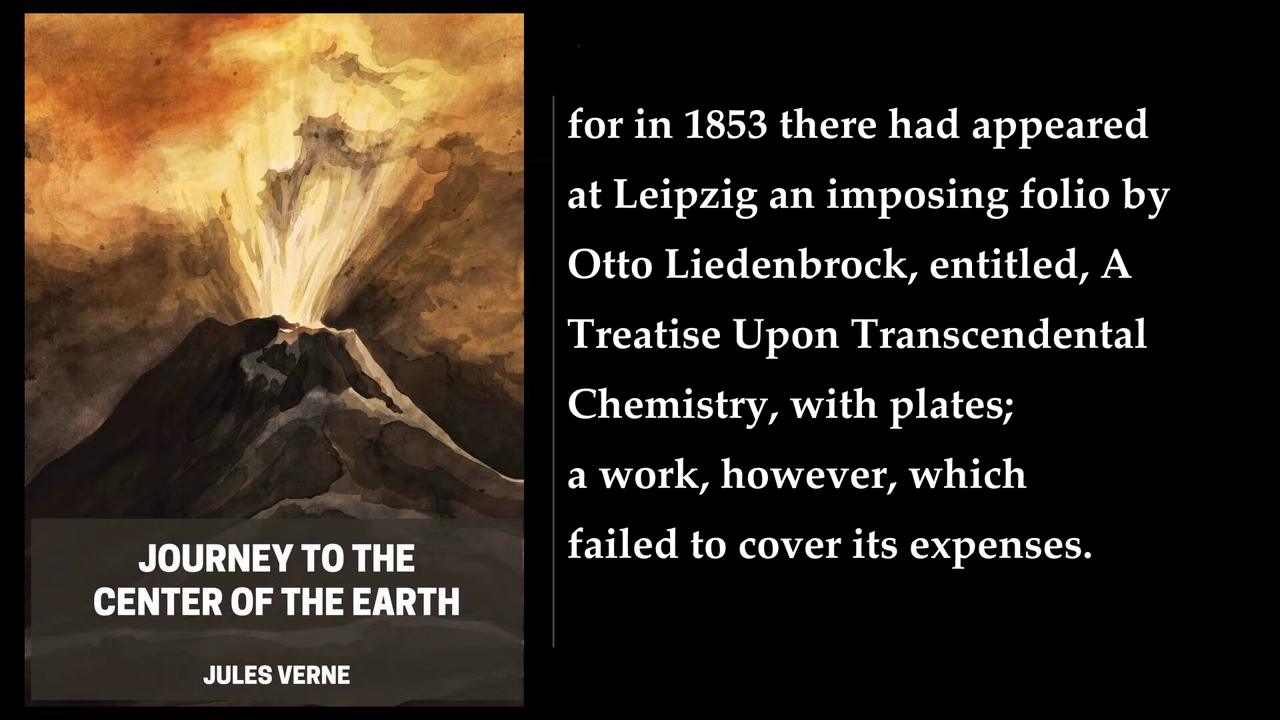 JOURNEY TO THE
CENTER OF THE EARTH
JULES VERNE
for in 1853 there had appeared
at Leipzig an imposing folio by
Otto Liedenbrock, entitled, A
Treatise Upon Transcendental
Chemistry, with plates;
a work, however, which
failed to cover its expenses.